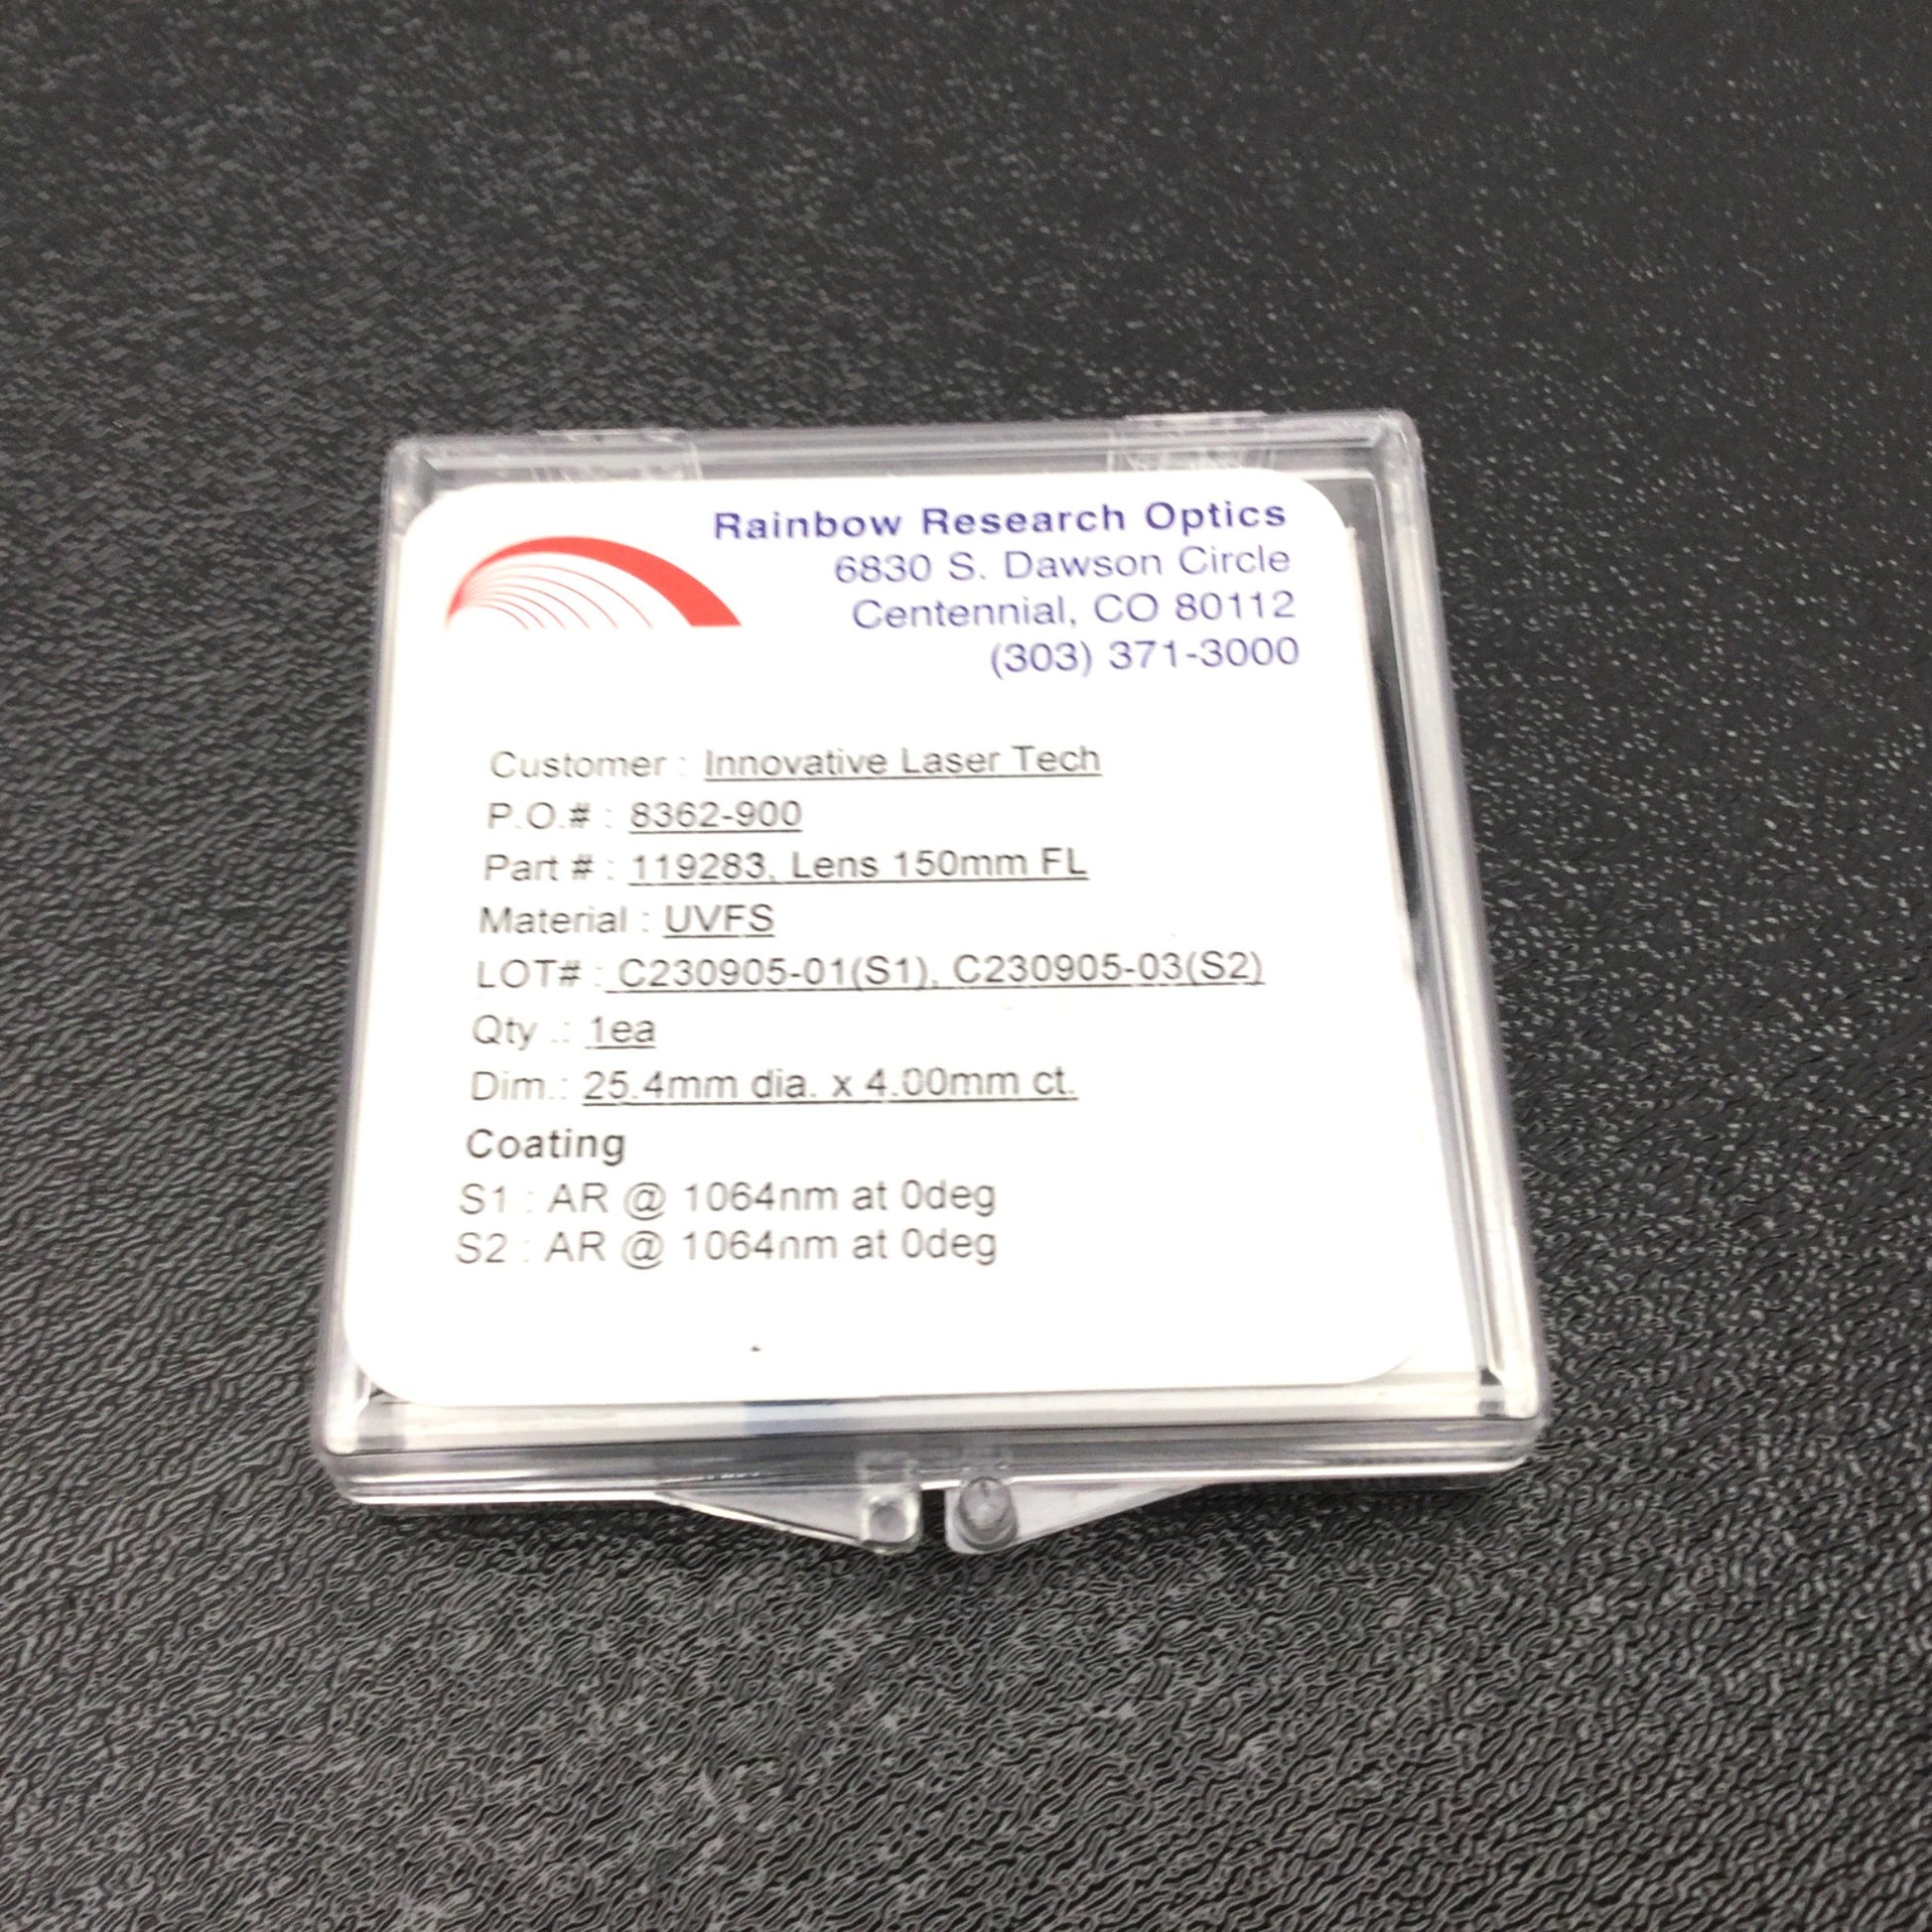 Rainbow Research Optics
6830 S. Dawson Circle
Centennial, CO 80112
(303) 371-3000
Customer : Innovative Laser Tech
P.O.# : 8362-900
Part # : 119283, Lens 150mm FL
Material : UVFS
LOT# : C230905-01(S1), C230905-03(S2)
Qty .: 1ea
Dim.: 25.4mm dia. x 4.00mm ct.
Coating
S1 : AR @ 1064nm at 0deg
S2 : AR @ 1064nm at 0deg